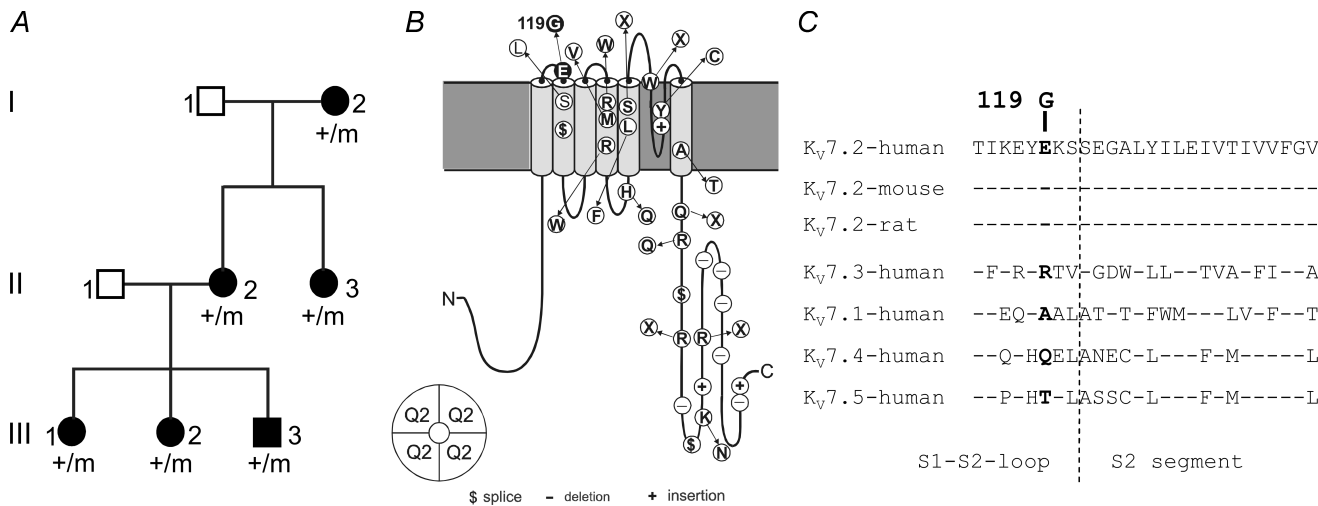 A
I
1
2
+/m
II
1
2
3
+/m
+/m
III
1
2
3
+/m
+/m
+/m
B
119 G
L
E
V
W
X
W
X
C
S
$
R
M
R
S
L
Y
+
A
T
W
F
H
Q
Q
X
Q
R
N
$
X
R
R
X
+
K
$
N
+
C
Q2 Q2
Q2 Q2
$ splice − deletion + insertion
C
119 G
KV7.2-human TIKEYEKSSEGALYILEIVTIVVFGV
KV7.2-mouse --------------------------
KV7.2-rat --------------------------
KV7.3-human -F-R-RTV-GDW-LL--TVA-FI--A
KV7.1-human --EQ-AALAT-T-FWM---LV-F--T
KV7.4-human --Q-HQELANEC-L---F-M-----L
KV7.5-human --P-HT-LASSC-L---F-M-----L
S1-S2-loop S2 segment